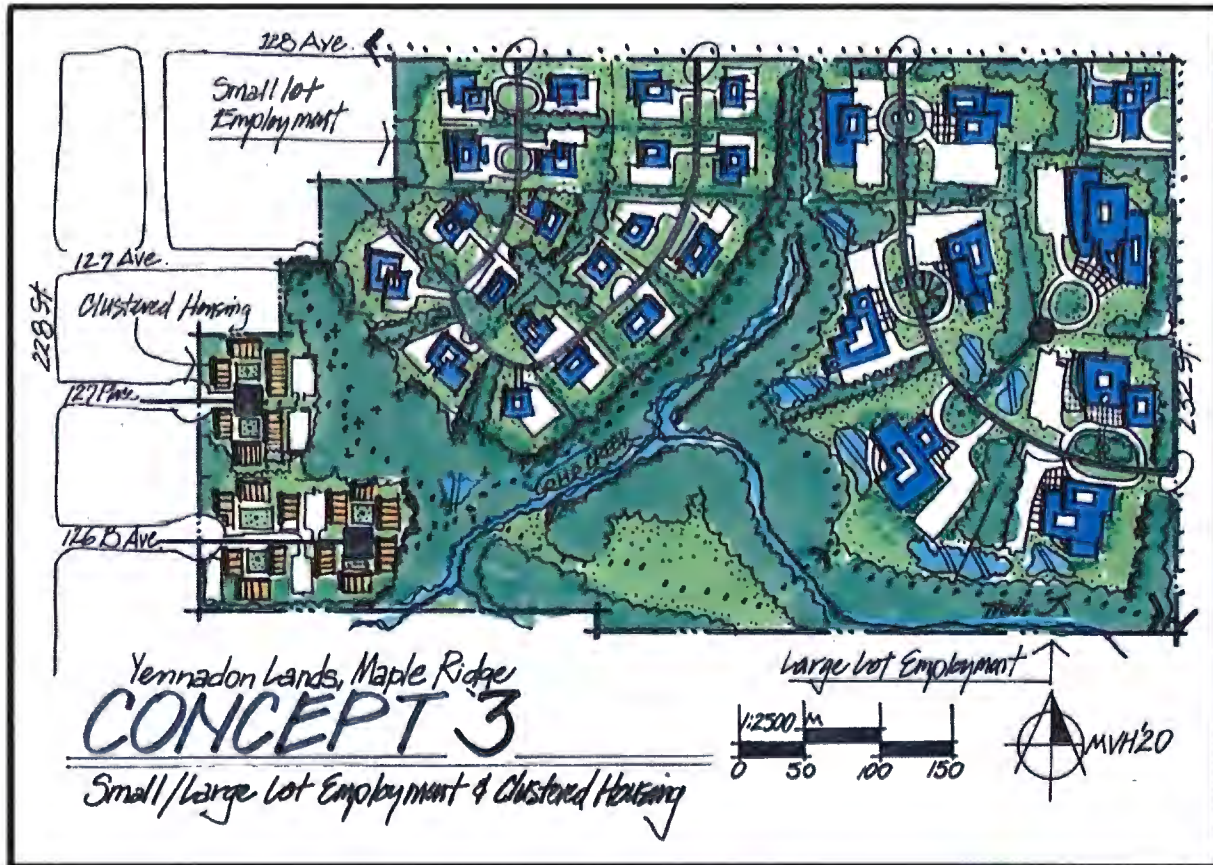 128 Ave.
Small lot
Employment
127 Ave.
228 St.
Clustered Housing
127 Plac.
126 B Ave.
232 St.
Trail
Yennadon Lands, Maple Ridge
CONCEPT 3
Small/Large Lot Employment & Clustered Housing
Large Lot Employment
1:2500 M
0 50 100 150
MVH'20